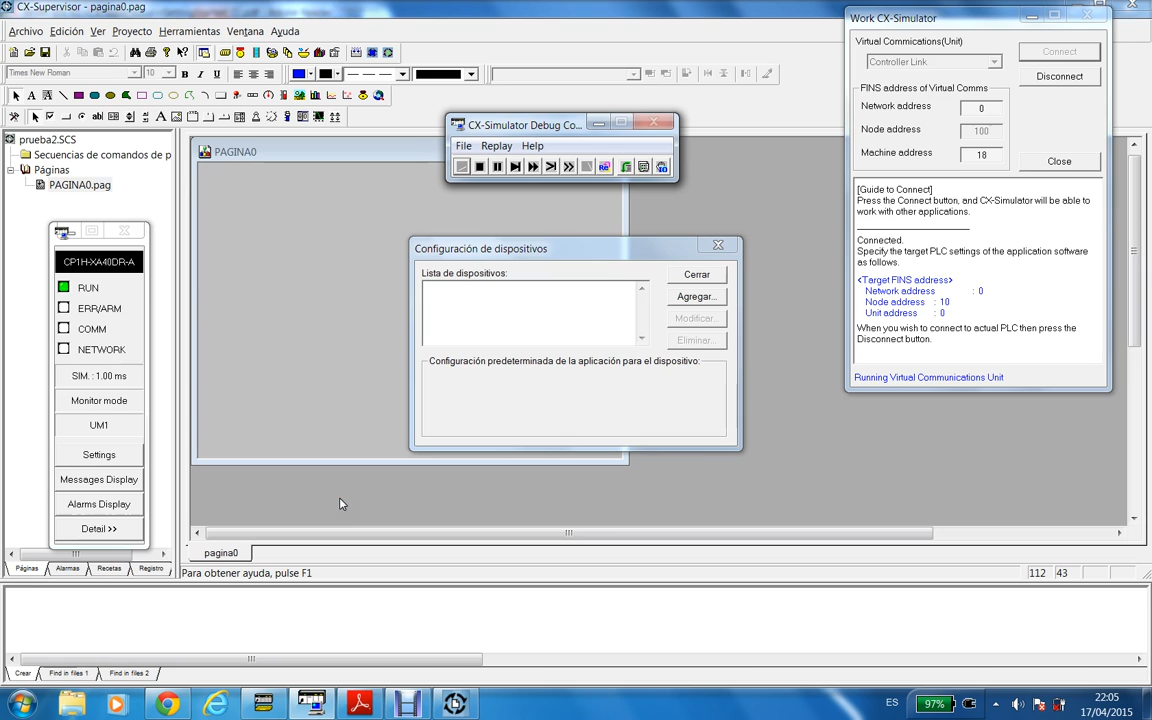 CX-Supervisor - pagina0.pag
Archivo Edición Ver Proyecto Herramientas Ventana Ayuda
Times New Roman 10
prueba2.SCS
Secuencias de comandos de p
Páginas
PAGINA0.pag
CP1H-XA40DR-A
RUN
ERR/ARM
COMM
NETWORK
SIM. : 1.00 ms
Monitor mode
UM1
Settings
Messages Display
Alarms Display
Detail >>
Páginas Alarmas Recetas Registro
PAGINA0
CX-Simulator Debug Co...
File Replay Help
Configuración de dispositivos
Lista de dispositivos:
Cerrar
Agregar...
Modificar...
Eliminar...
Configuración predeterminada de la aplicación para el dispositivo:
pagina0
Para obtener ayuda, pulse F1
112 43
Work CX-Simulator
Virtual Commications(Unit)
Controller Link
Connect
Disconnect
FINS address of Virtual Comms
Network address 0
Node address 100
Machine address 18
Close
[Guide to Connect]
Press the Connect button, and CX-Simulator will be able to
work with other applications.
Connected.
Specify the target PLC settings of the application software
as follows.
<Target FINS address>
Network address : 0
Node address : 10
Unit address : 0
When you wish to connect to actual PLC then press the
Disconnect button.
Running Virtual Communications Unit
Crear Find in files 1 Find in files 2
ES
97%
22:05
17/04/2015